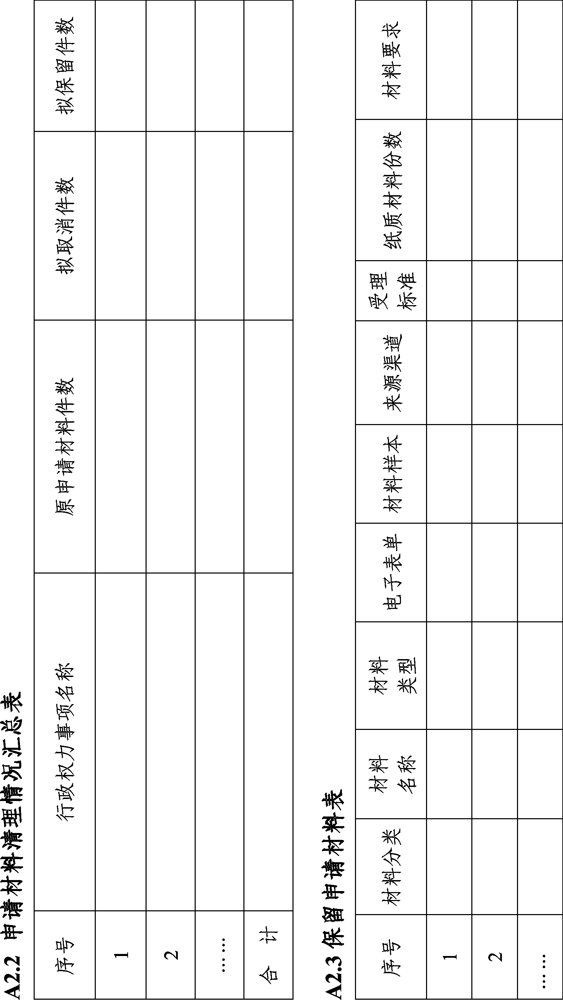 A2.2 申请材料清理情况汇总表
序号 行政权力事项名称 原申请材料件数 拟取消件数 拟保留件数
1
2
……
合 计
A2.3 保留申请材料表
序号 材料分类 材料名称 材料类型 电子表单 材料样本 来源渠道 受理标准 纸质材料份数 材料要求
1
2
……